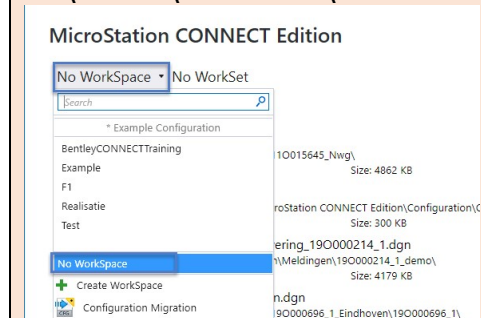 MicroStation CONNECT Edition
No WorkSpace No WorkSet
Search
* Example Configuration
BentleyCONNECTTraining
Example
F1
Realisatie
Test
No WorkSpace
Create WorkSpace
Configuration Migration
CFG
1O015645_Nwg\
Size: 4862 KB
roStation CONNECT Edition\Configuration\C
Size: 300 KB
ering_19O000214_1.dgn
\Meldingen\19O000214_1_demo\
Size: 4179 KB
n.dgn
9O000696_1_Eindhoven\19O000696_1\